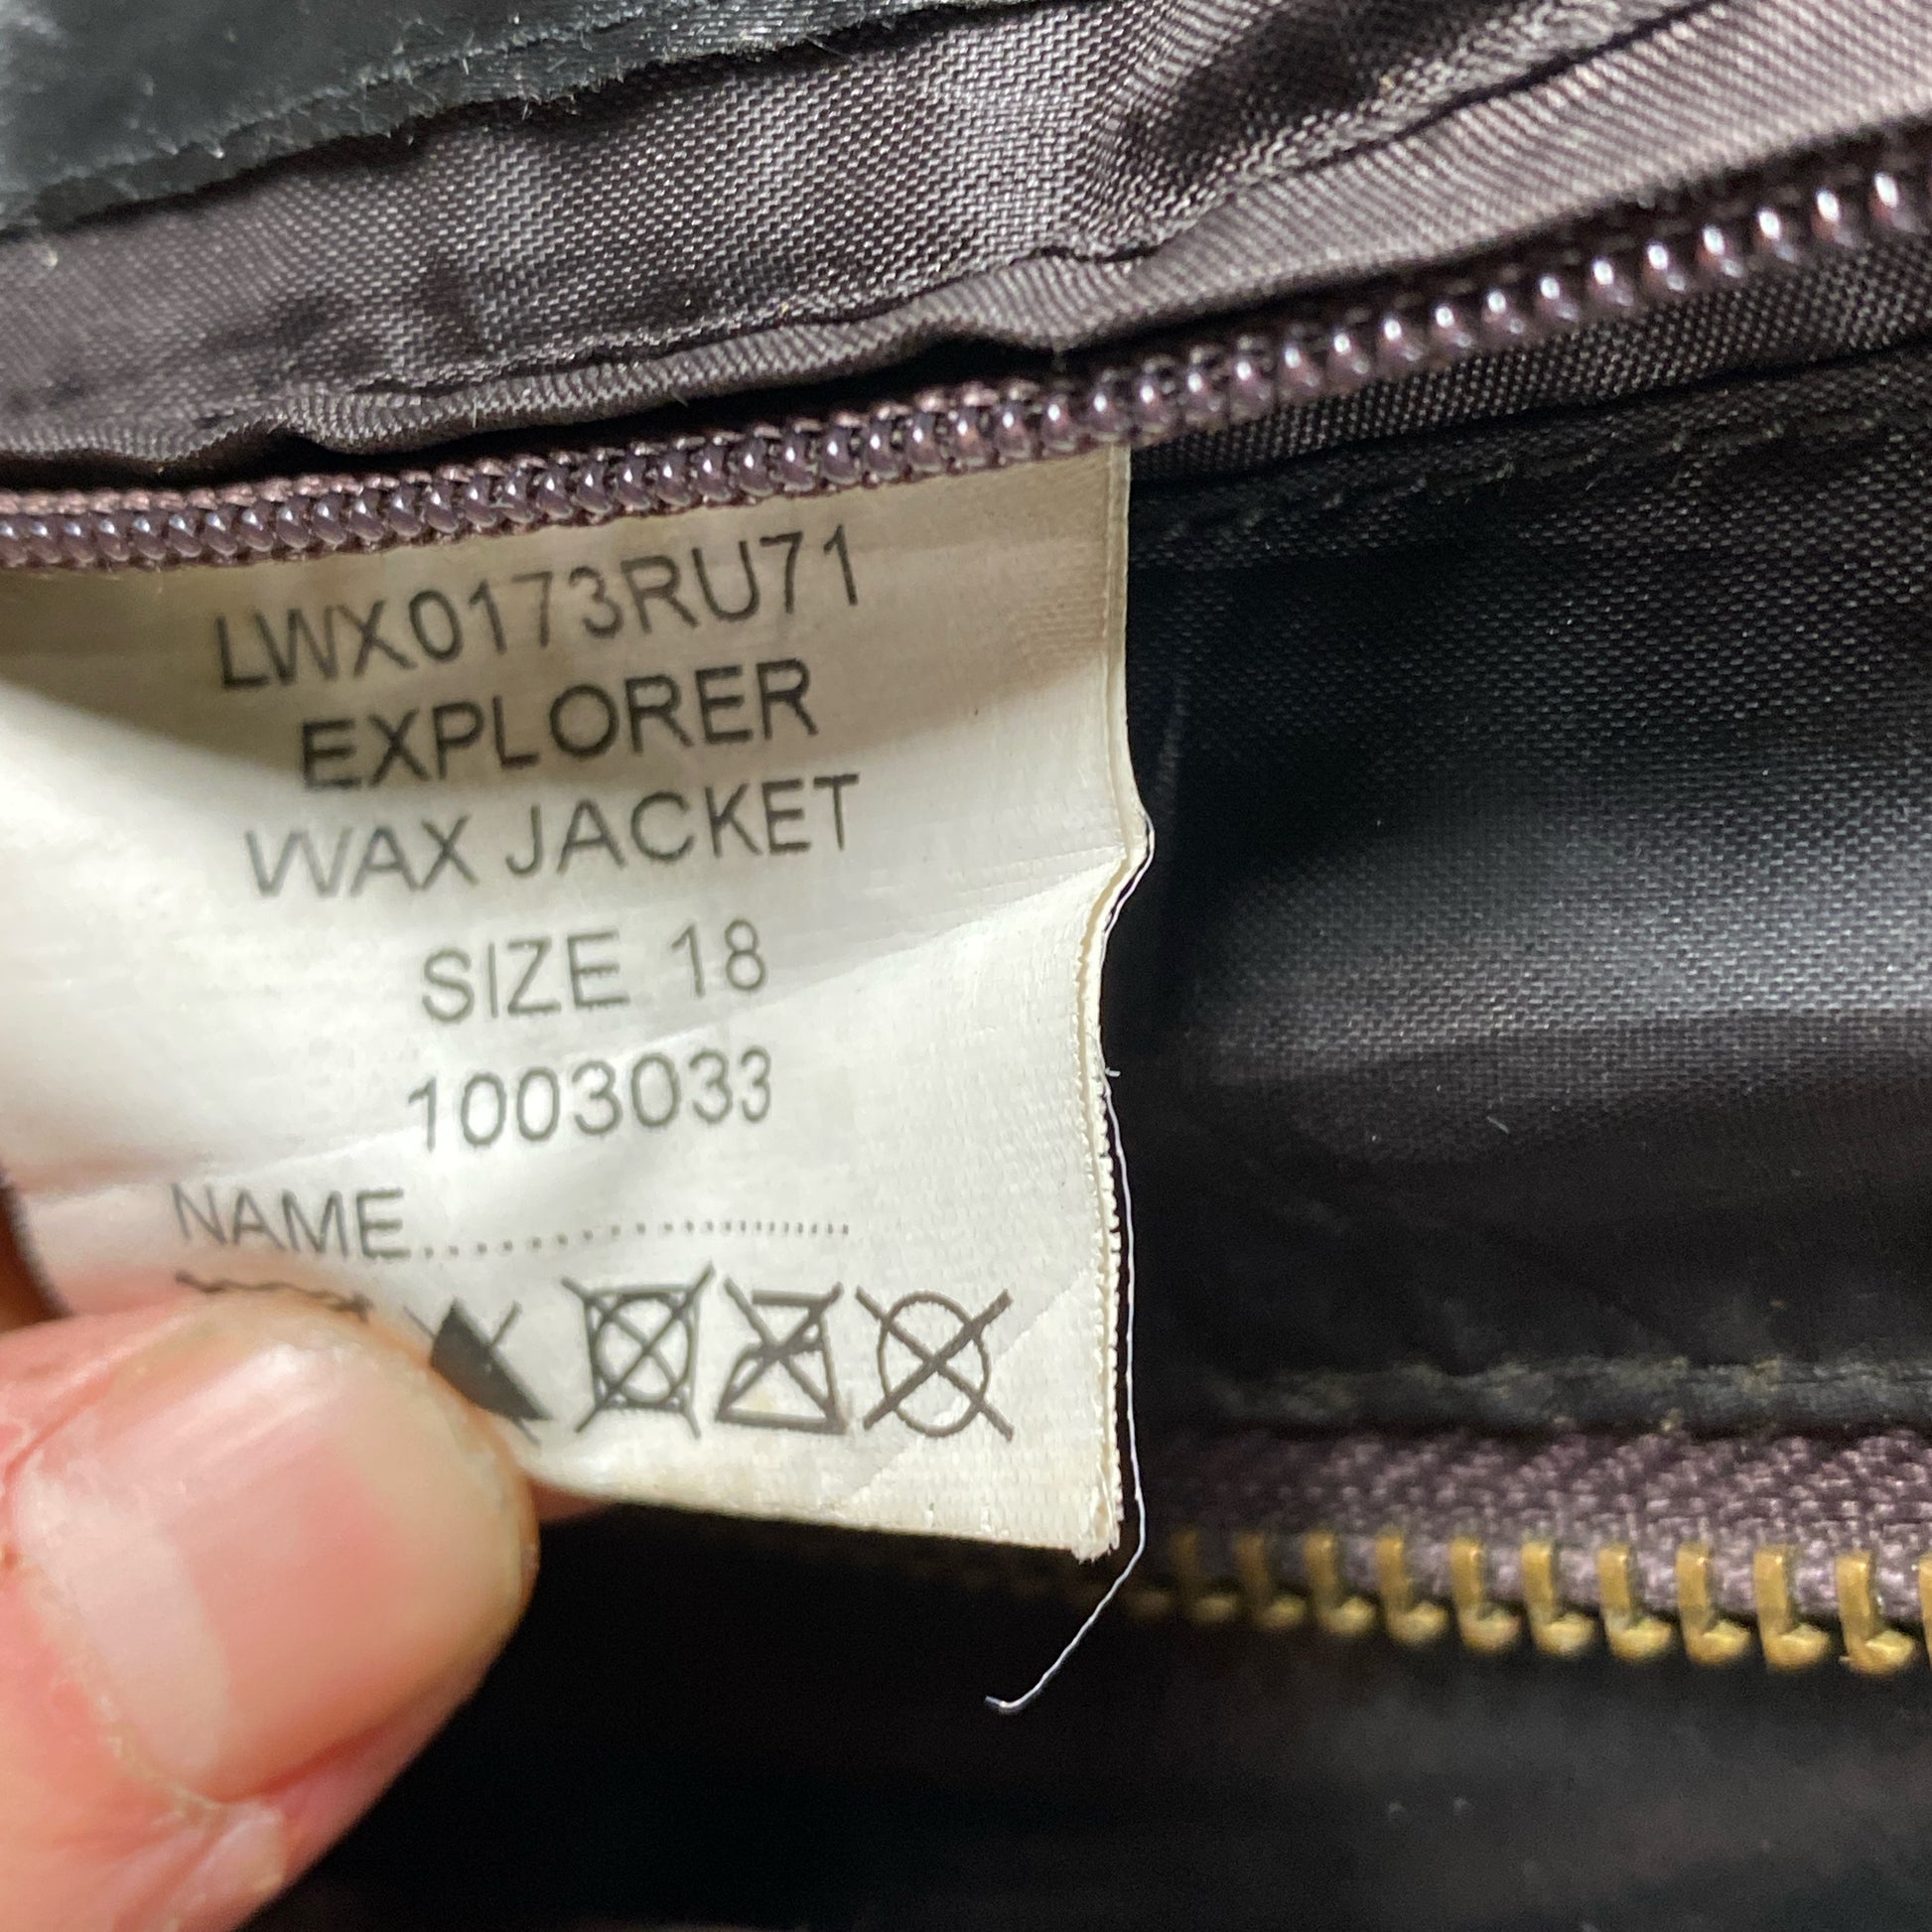 LWX0173RU71
EXPLORER
WAX JACKET
SIZE 18
1003033
NAME..............................